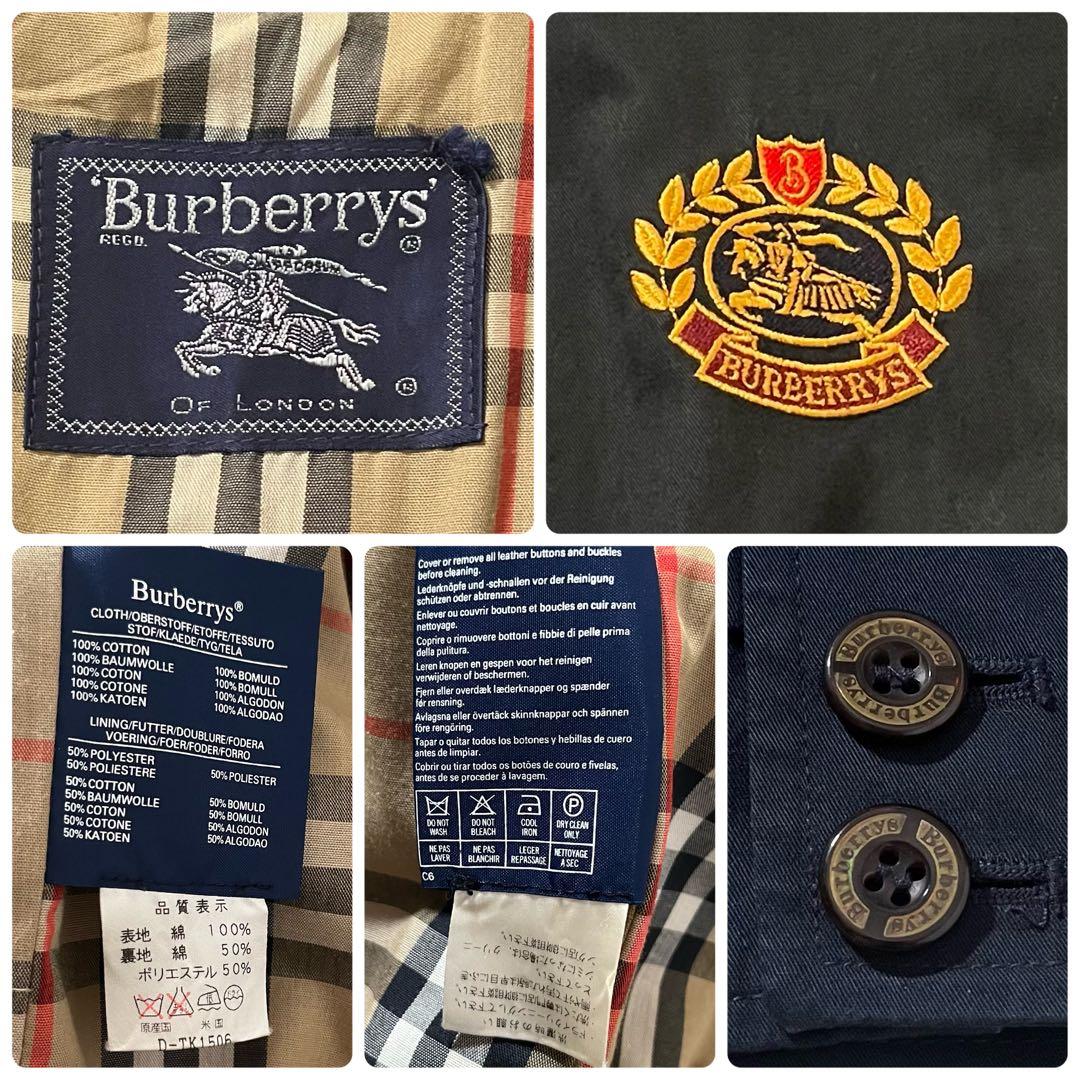 'Burberrys'
REGD. ®
PRORSUM
®
OF LONDON
B
BURBERRYS
Burberrys®
CLOTH/OBERSTOFF/ETOFFE/TESSUTO
STOF/KLAEDE/TYG/TELA
100% COTTON
100% BAUMWOLLE 100% BOMULD
100% COTON 100% BOMULL
100% COTONE 100% ALGODON
100% KATOEN 100% ALGODAO
LINING/FUTTER/DOUBLURE/FODERA
VOERING/FOER/FODER/FORRO
50% POLYESTER
50% POLIESTERE 50% POLIESTER
50% COTTON
50% BAUMWOLLE 50% BOMULD
50% COTON 50% BOMULL
50% COTONE 50% ALGODON
50% KATOEN 50% ALGODAO
品質表示
表地 綿 100%
裏地 綿 50%
ポリエステル 50%
原産国 米国
D-TK1506
Cover or remove all leather buttons and buckles
before cleaning.
Lederknöpfe und -schnallen vor der Reinigung
schützen oder abtrennen.
Enlever ou couvrir boutons et boucles en cuir avant
nettoyage.
Coprire o rimuovere bottoni e fibbie di pelle prima
della pulitura.
Leren knopen en gespen voor het reinigen
verwijderen of beschermen.
Fjern eller overdæk læderknapper og spænder
før rensning.
Avlagsna eller övertäck skinnknappar och spännen
före rengöring.
Tapar o quitar todos los botones y hebillas de cuero
antes de limpiar.
Cobrir ou tirar todos os botões de couro e fivelas,
antes de se proceder à lavagem.
P
DO NOT WASH DO NOT BLEACH COOL IRON DRY CLEAN ONLY
NE PAS LAVER NE PAS BLANCHIR LEGER REPASSAGE NETTOYAGE A SEC
C6
洗濯時のお願い
Burberrys Burberrys
Burberrys Burberrys